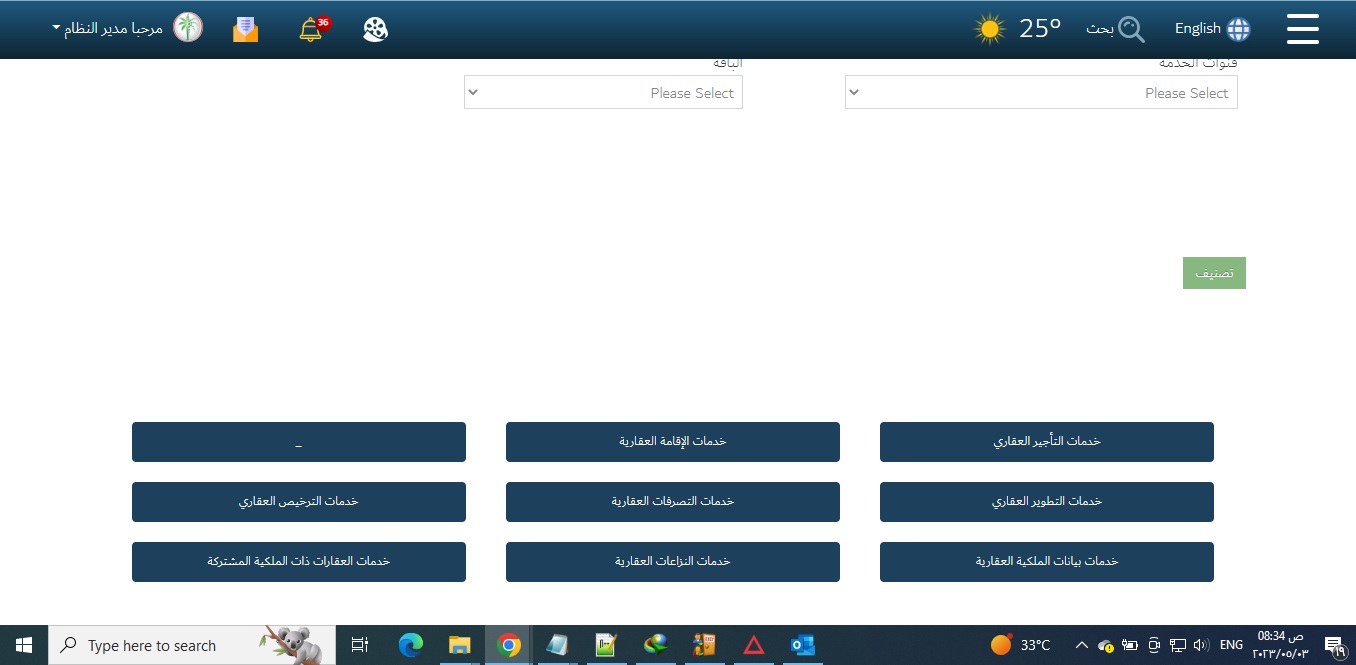 English
بحث
25°
36
مرحبا مدير النظام
قنوات الخدمة
الباقة
Please Select
Please Select
تصنيف
خدمات التأجير العقاري
خدمات الإقامة العقارية
_
خدمات التطوير العقاري
خدمات التصرفات العقارية
خدمات الترخيص العقاري
خدمات بيانات الملكية العقارية
خدمات النزاعات العقارية
خدمات العقارات ذات الملكية المشتركة
Type here to search
33°C
ENG
08:34 ص
٢٠٢٣/٠٥/٠٣
١٩